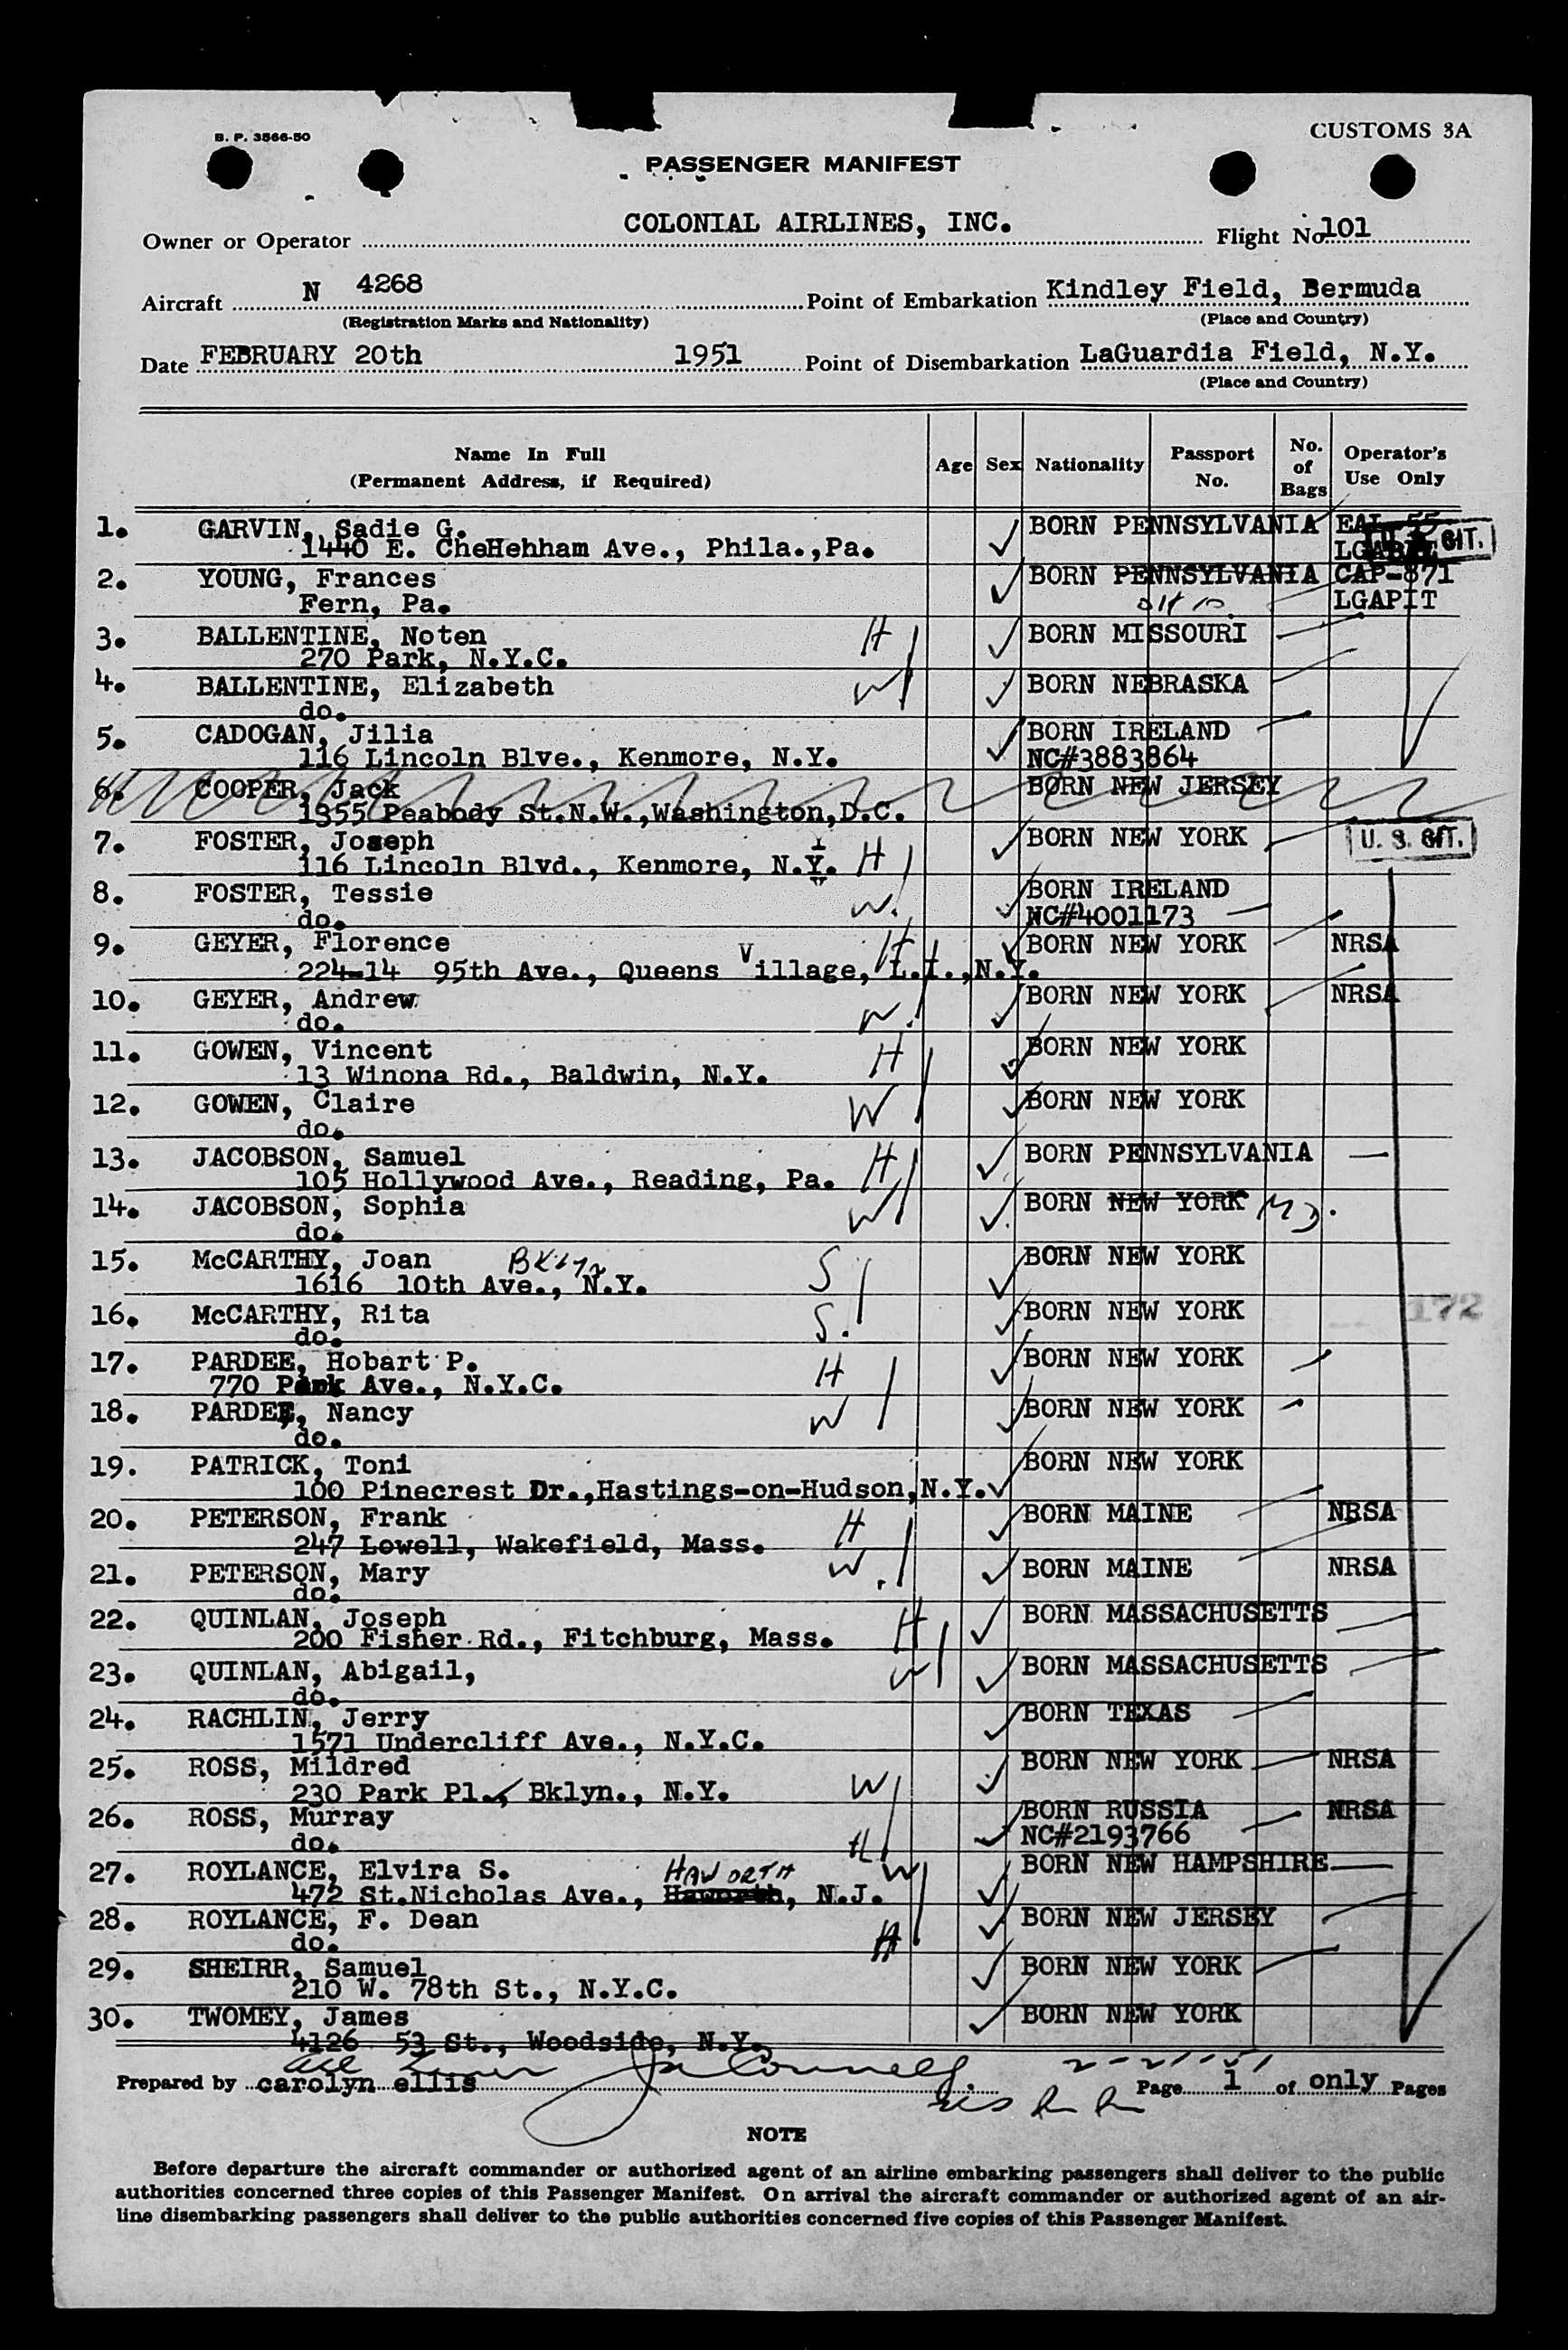 B. P. 3566-50
CUSTOMS 3A
PASSENGER MANIFEST
Owner or Operator COLONIAL AIRLINES, INC. Flight No. 101
Aircraft N 4268 Point of Embarkation Kindley Field, Bermuda
(Registration Marks and Nationality) (Place and Country)
Date FEBRUARY 20th 1951 Point of Disembarkation LaGuardia Field, N.Y.
(Place and Country)
Name In Full (Permanent Address, if Required) Age Sex Nationality Passport No. No. of Bags Operator's Use Only
1. GARVIN, Sadie G. BORN PENNSYLVANIA EAL-55
1440 E. CheHehham Ave., Phila.,Pa. U. S. CIT.
2. YOUNG, Frances BORN PENNSYLVANIA CAP-871
Fern, Pa. LGAPIT
3. BALLENTINE, Noten H BORN MISSOURI
270 Park, N.Y.C.
4. BALLENTINE, Elizabeth W BORN NEBRASKA
do.
5. CADOGAN, Jilia BORN IRELAND
116 Lincoln Blve., Kenmore, N.Y. NC#3883864
6. COOPER, Jack BORN NEW JERSEY
1355 Peabody St.N.W.,Washington,D.C.
7. FOSTER, Joseph BORN NEW YORK U. S. CIT.
116 Lincoln Blvd., Kenmore, N.Y. H
8. FOSTER, Tessie W. BORN IRELAND
do. NC#4001173
9. GEYER, Florence H BORN NEW YORK NRSA
224-14 95th Ave., Queens Village, L.I.,N.Y.
10. GEYER, Andrew W. BORN NEW YORK NRSA
do.
11. GOWEN, Vincent H BORN NEW YORK
13 Winona Rd., Baldwin, N.Y.
12. GOWEN, Claire W BORN NEW YORK
do.
13. JACOBSON, Samuel H BORN PENNSYLVANIA
105 Hollywood Ave., Reading, Pa.
14. JACOBSON, Sophia W BORN NEW YORK MD.
do.
15. McCARTHY, Joan Bklyn S BORN NEW YORK
1616 10th Ave., N.Y.
16. McCARTHY, Rita S. BORN NEW YORK
do.
172
17. PARDEE, Hobart P. H BORN NEW YORK
770 Park Ave., N.Y.C.
18. PARDEE, Nancy W BORN NEW YORK
do.
19. PATRICK, Toni BORN NEW YORK
100 Pinecrest Dr.,Hastings-on-Hudson,N.Y.
20. PETERSON, Frank H BORN MAINE NRSA
247 Lowell, Wakefield, Mass.
21. PETERSON, Mary W. BORN MAINE NRSA
do.
22. QUINLAN, Joseph H BORN MASSACHUSETTS
200 Fisher Rd., Fitchburg, Mass.
23. QUINLAN, Abigail, W BORN MASSACHUSETTS
do.
24. RACHLIN, Jerry BORN TEXAS
1571 Undercliff Ave., N.Y.C.
25. ROSS, Mildred BORN NEW YORK NRSA
230 Park Pl., Bklyn., N.Y. W
26. ROSS, Murray BORN RUSSIA NRSA
do. H NC#2193766
27. ROYLANCE, Elvira S. HAWORTH W BORN NEW HAMPSHIRE
472 St.Nicholas Ave., Haworth, N.J.
28. ROYLANCE, F. Dean H BORN NEW JERSEY
do.
29. SHEIRR, Samuel BORN NEW YORK
210 W. 78th St., N.Y.C.
30. TWOMEY, James BORN NEW YORK
4126 53 St., Woodside, N.Y.
2-21-51
Prepared by carolyn ellis Page 1 of only Pages
NOTE
Before departure the aircraft commander or authorized agent of an airline embarking passengers shall deliver to the public
authorities concerned three copies of this Passenger Manifest. On arrival the aircraft commander or authorized agent of an air-
line disembarking passengers shall deliver to the public authorities concerned five copies of this Passenger Manifest.